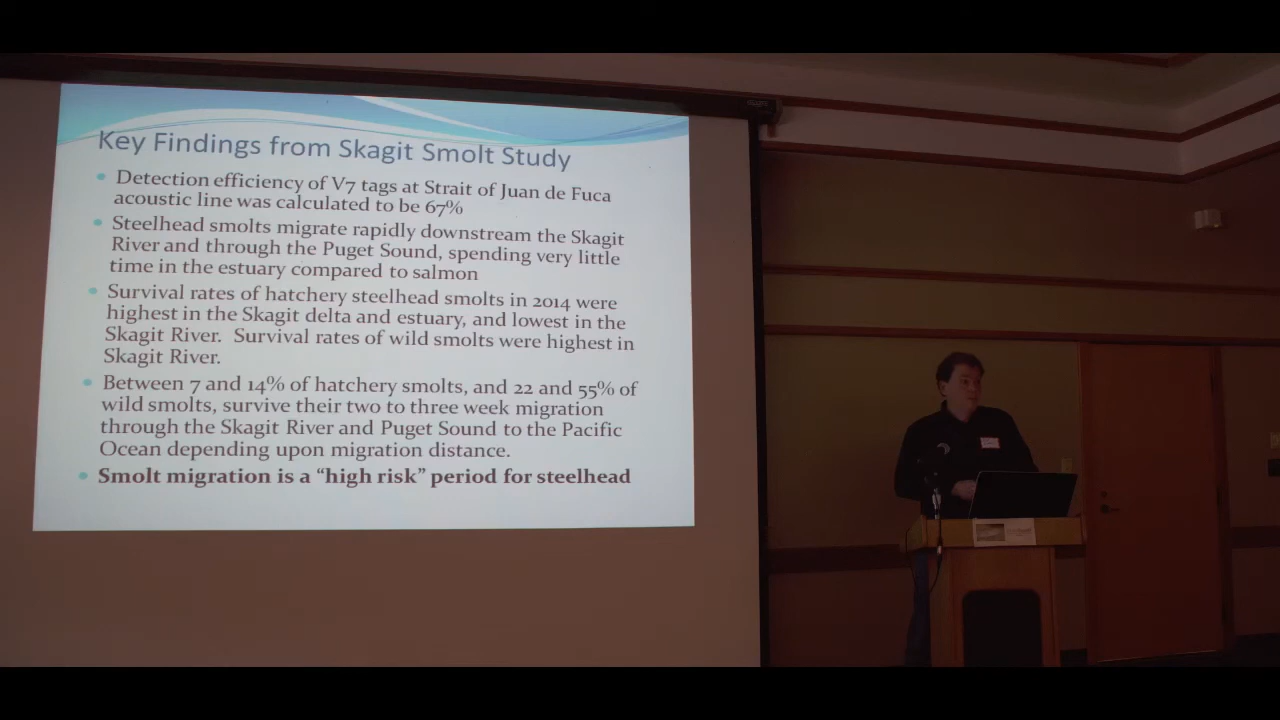 Key Findings from Skagit Smolt Study
Detection efficiency of V7 tags at Strait of Juan de Fuca
acoustic line was calculated to be 67%
Steelhead smolts migrate rapidly downstream the Skagit
River and through the Puget Sound, spending very little
time in the estuary compared to salmon
Survival rates of hatchery steelhead smolts in 2014 were
highest in the Skagit delta and estuary, and lowest in the
Skagit River.  Survival rates of wild smolts were highest in
Skagit River.
Between 7 and 14% of hatchery smolts, and 22 and 55% of
wild smolts, survive their two to three week migration
through the Skagit River and Puget Sound to the Pacific
Ocean depending upon migration distance.
Smolt migration is a “high risk” period for steelhead